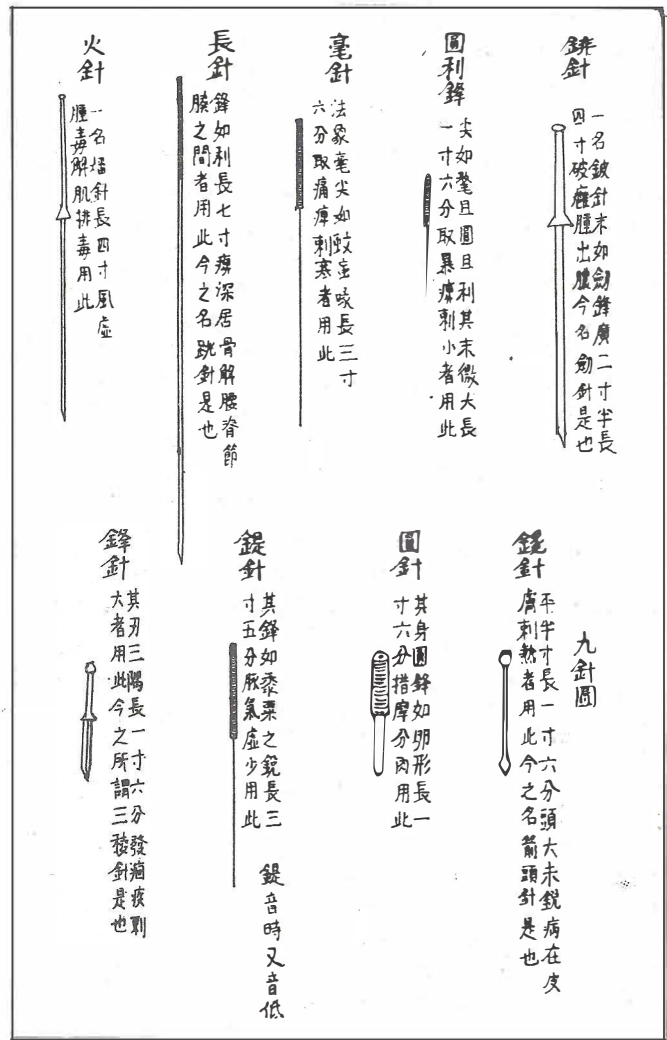 九針圖
鑱針
平半寸長一寸六分頭大末銳病在皮
膚刺熱者用此今之名箭頭針是也
圓針
其身圓鋒如卵形長一
寸六分揩摩分肉用此
鍉針
其鋒如黍粟之銳長三
寸五分脈氣虛少用此
鍉音時又音低
鋒針
其刃三隅長一寸六分發痼疾刺
大者用此今之所謂三稜針是也
錍針
一名鈹針末如劍鋒廣二寸半長
四寸破癰腫出膿今名劍針是也
圓利鋒
尖如氂且圓且利其末微大長
一寸六分取暴痺刺小者用此
毫針
法象毫尖如蚊虻喙長三寸
六分取痛痺刺寒者用此
長針
鋒如利長七寸痺深居骨解腰脊節
腠之間者用此今之名跳針是也
火針
一名燔針長四寸風虛
腫毒解肌排毒用此